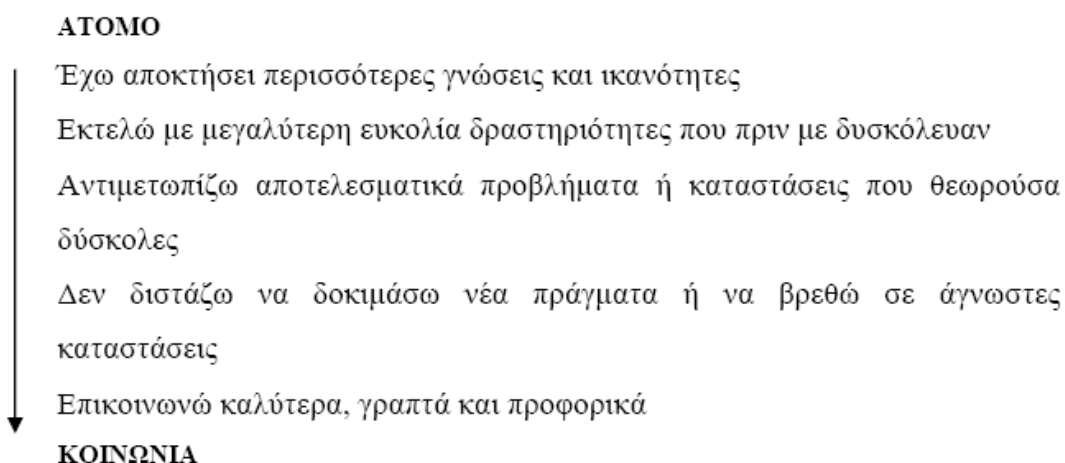 ΑΤΟΜΟ
Έχω αποκτήσει περισσότερες γνώσεις και ικανότητες
Εκτελώ με μεγαλύτερη ευκολία δραστηριότητες που πριν με δυσκόλευαν
Αντιμετωπίζω αποτελεσματικά προβλήματα ή καταστάσεις που θεωρούσα
δύσκολες
Δεν διστάζω να δοκιμάσω νέα πράγματα ή να βρεθώ σε άγνωστες
καταστάσεις
Επικοινωνώ καλύτερα, γραπτά και προφορικά
ΚΟΙΝΩΝΙΑ